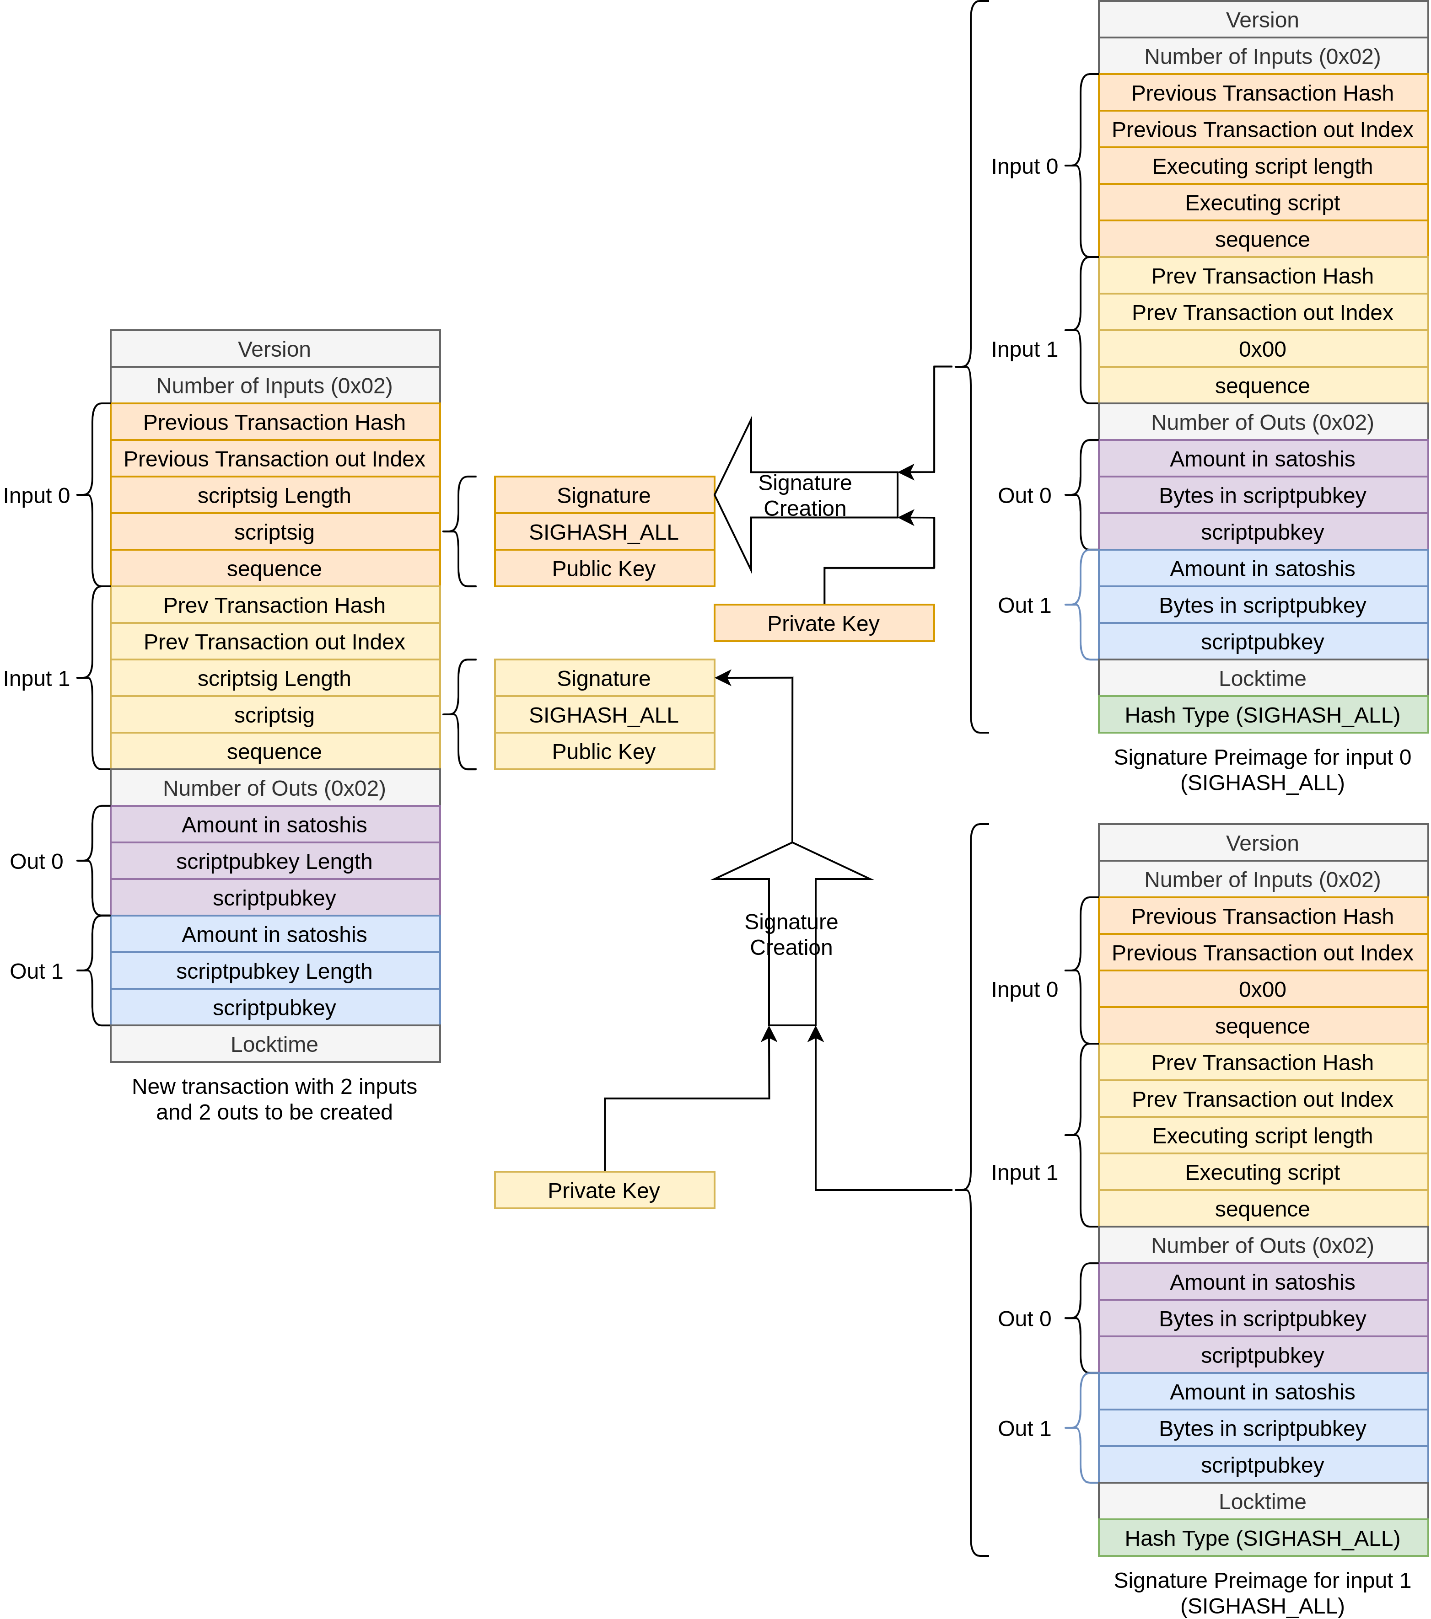 Version
Number of Inputs (0x02)
Input 0
Previous Transaction Hash
Previous Transaction out Index
scriptsig Length
scriptsig
sequence
Input 1
Prev Transaction Hash
Prev Transaction out Index
scriptsig Length
scriptsig
sequence
Number of Outs (0x02)
Out 0
Amount in satoshis
scriptpubkey Length
scriptpubkey
Out 1
Amount in satoshis
scriptpubkey Length
scriptpubkey
Locktime
New transaction with 2 inputs
and 2 outs to be created
Signature
SIGHASH_ALL
Public Key
Signature
Creation
Private Key
Signature
SIGHASH_ALL
Public Key
Signature
Creation
Private Key
Version
Number of Inputs (0x02)
Input 0
Previous Transaction Hash
Previous Transaction out Index
Executing script length
Executing script
sequence
Input 1
Prev Transaction Hash
Prev Transaction out Index
0x00
sequence
Number of Outs (0x02)
Out 0
Amount in satoshis
Bytes in scriptpubkey
scriptpubkey
Out 1
Amount in satoshis
Bytes in scriptpubkey
scriptpubkey
Locktime
Hash Type (SIGHASH_ALL)
Signature Preimage for input 0
(SIGHASH_ALL)
Version
Number of Inputs (0x02)
Input 0
Previous Transaction Hash
Previous Transaction out Index
0x00
sequence
Input 1
Prev Transaction Hash
Prev Transaction out Index
Executing script length
Executing script
sequence
Number of Outs (0x02)
Out 0
Amount in satoshis
Bytes in scriptpubkey
scriptpubkey
Out 1
Amount in satoshis
Bytes in scriptpubkey
scriptpubkey
Locktime
Hash Type (SIGHASH_ALL)
Signature Preimage for input 1
(SIGHASH_ALL)